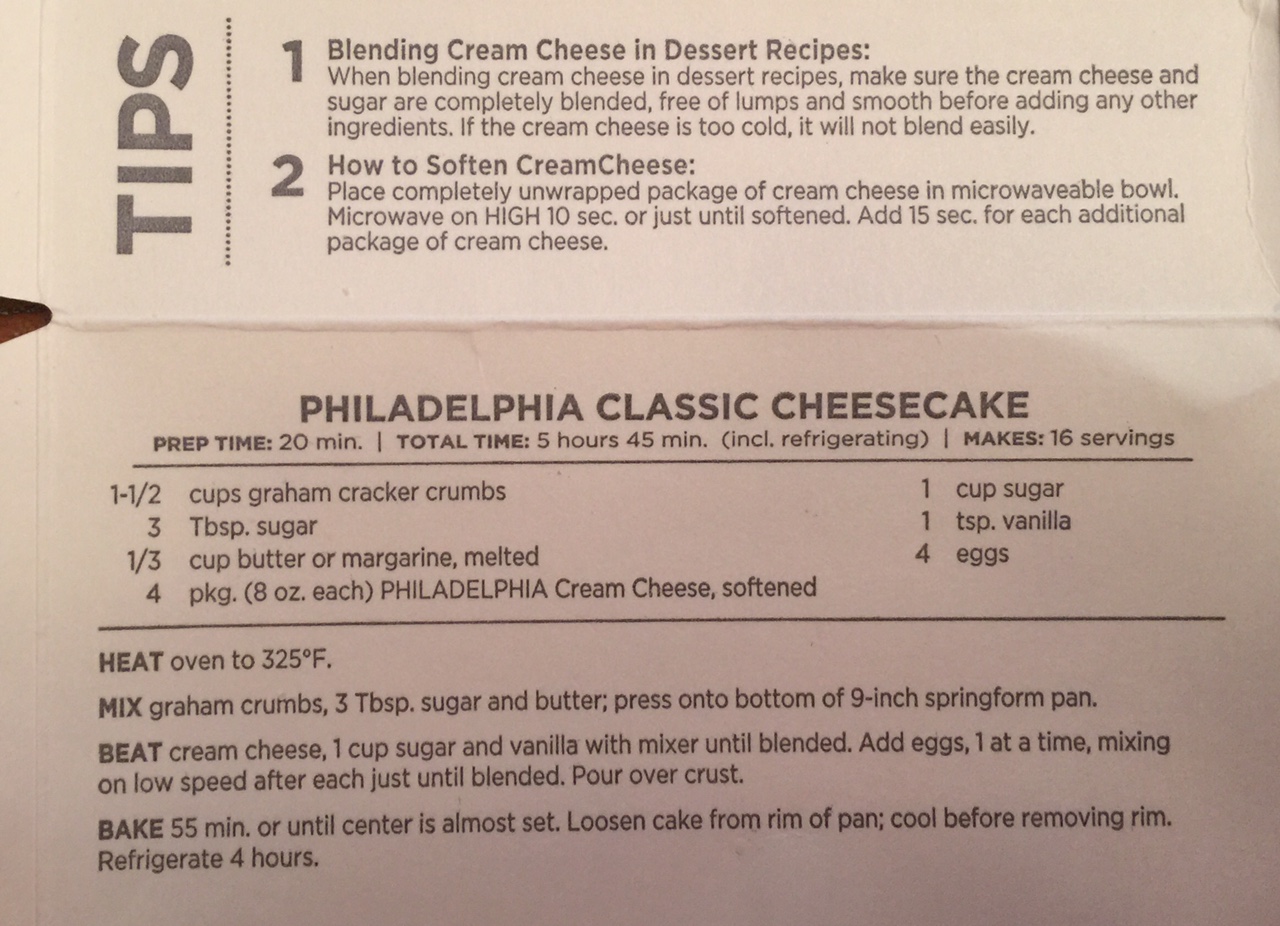 TIPS
1 Blending Cream Cheese in Dessert Recipes:
When blending cream cheese in dessert recipes, make sure the cream cheese and
sugar are completely blended, free of lumps and smooth before adding any other
ingredients. If the cream cheese is too cold, it will not blend easily.
2 How to Soften CreamCheese:
Place completely unwrapped package of cream cheese in microwaveable bowl.
Microwave on HIGH 10 sec. or just until softened. Add 15 sec. for each additional
package of cream cheese.
PHILADELPHIA CLASSIC CHEESECAKE
PREP TIME: 20 min. | TOTAL TIME: 5 hours 45 min. (incl. refrigerating) | MAKES: 16 servings
1-1/2 cups graham cracker crumbs
3 Tbsp. sugar
1/3 cup butter or margarine, melted
4 pkg. (8 oz. each) PHILADELPHIA Cream Cheese, softened
1 cup sugar
1 tsp. vanilla
4 eggs
HEAT oven to 325°F.
MIX graham crumbs, 3 Tbsp. sugar and butter; press onto bottom of 9-inch springform pan.
BEAT cream cheese, 1 cup sugar and vanilla with mixer until blended. Add eggs, 1 at a time, mixing
on low speed after each just until blended. Pour over crust.
BAKE 55 min. or until center is almost set. Loosen cake from rim of pan; cool before removing rim.
Refrigerate 4 hours.